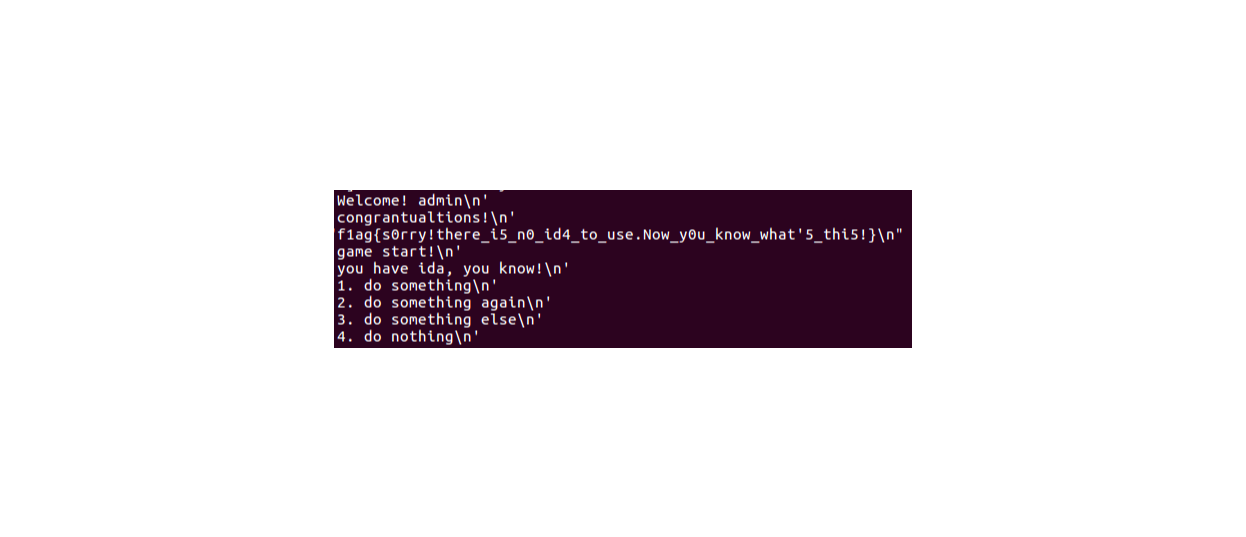 Welcome! admin\n'
congrantualtions!\n'
'f1ag{s0rry!there_i5_n0_id4_to_use.Now_y0u_know_what'5_thi5!}\n"
game start!\n'
you have ida, you know!\n'
1. do something\n'
2. do something again\n'
3. do something else\n'
4. do nothing\n'